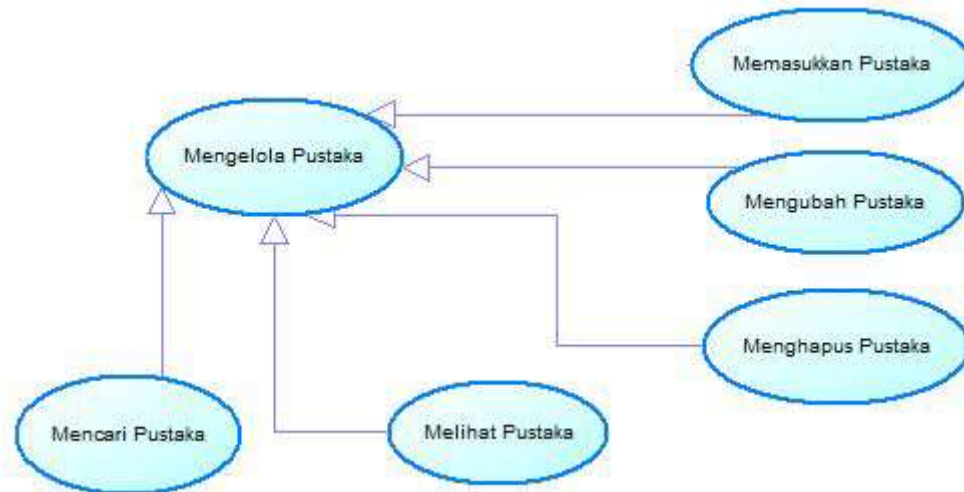 Memasukkan Pustaka
Mengelola Pustaka
Mengubah Pustaka
Menghapus Pustaka
Mencari Pustaka
Melihat Pustaka